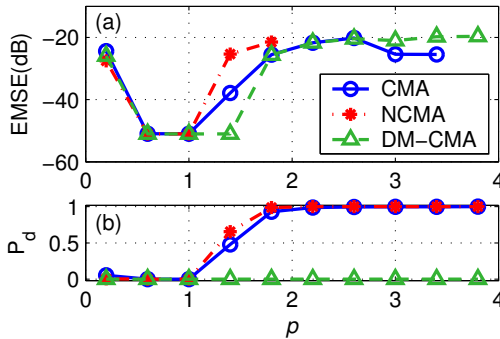 (a)
EMSE(dB)
−20
−40
−60
CMA
NCMA
DM−CMA
0 1 2 3 4
(b)
P_d
1
0.5
0
0 1 2 3 4
p